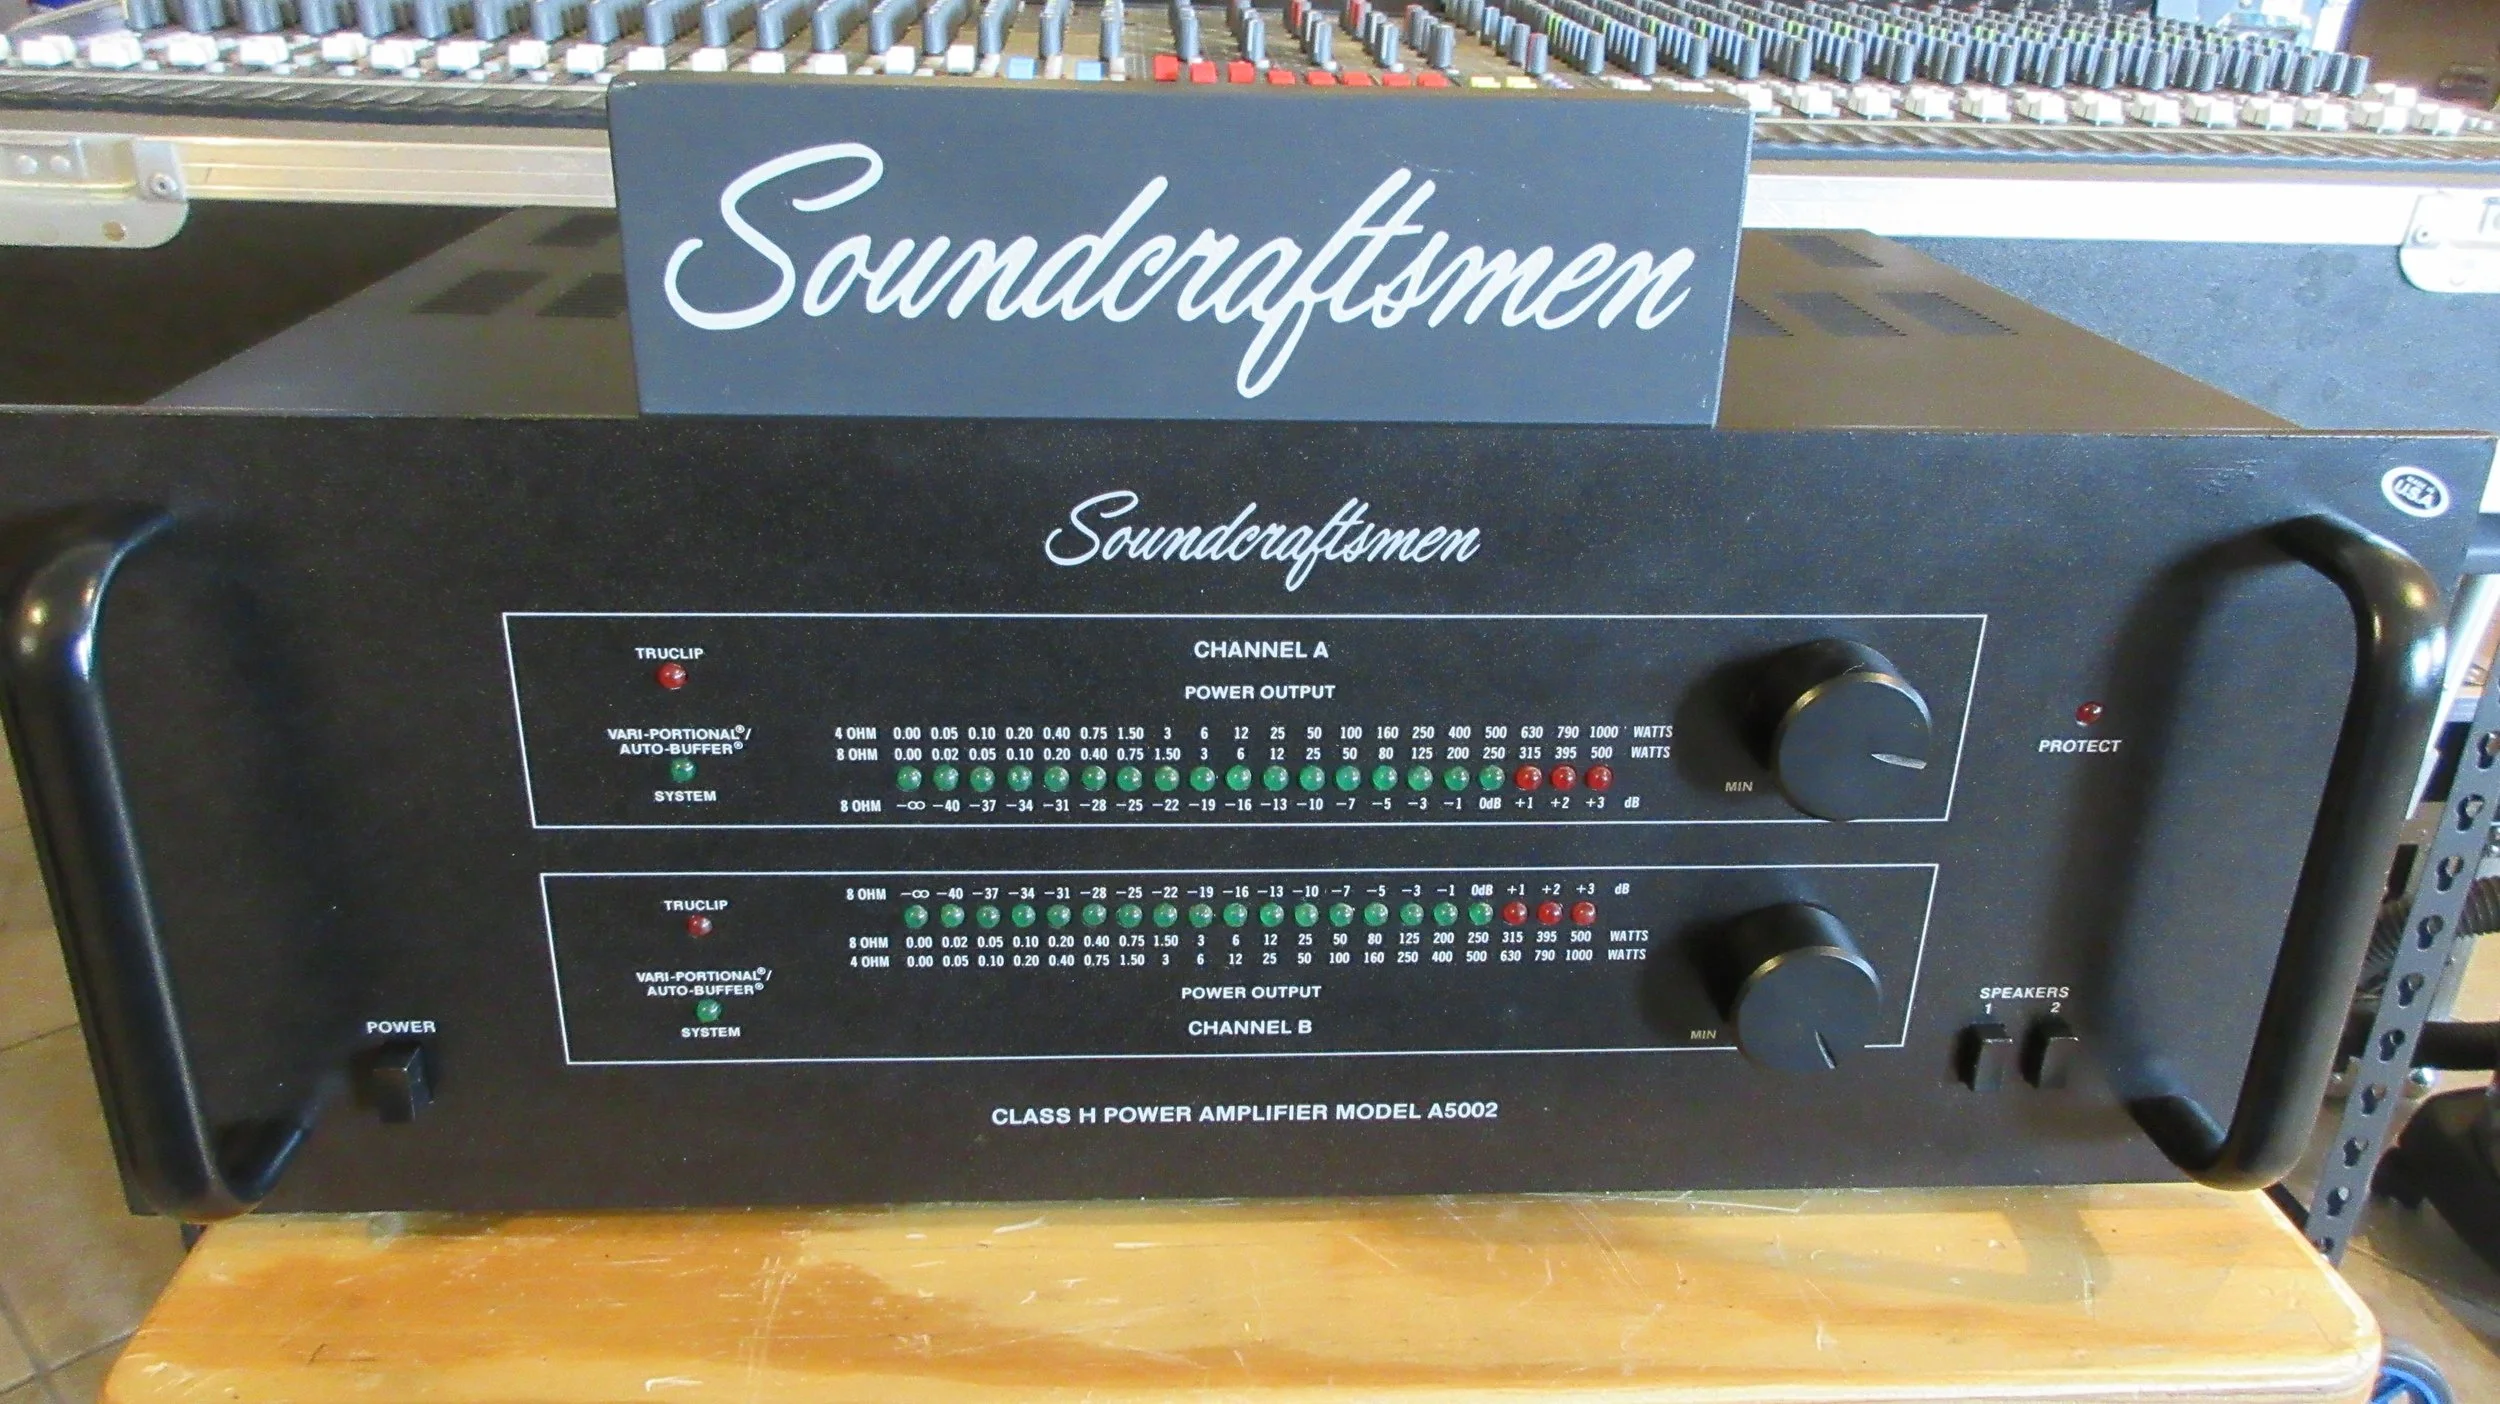 Soundcraftsmen
MADE IN
U.S.A.
Soundcraftsmen
CHANNEL A
TRUCLIP
POWER OUTPUT
VARI-PORTIONAL®/
AUTO-BUFFER®
SYSTEM
4 OHM 0.00 0.05 0.10 0.20 0.40 0.75 1.50 3 6 12 25 50 100 160 250 400 500 630 790 1000 WATTS
8 OHM 0.00 0.02 0.05 0.10 0.20 0.40 0.75 1.50 3 6 12 25 50 80 125 200 250 315 395 500 WATTS
8 OHM −∞ −40 −37 −34 −31 −28 −25 −22 −19 −16 −13 −10 −7 −5 −3 −1 0dB +1 +2 +3 dB
MIN
PROTECT
8 OHM −∞ −40 −37 −34 −31 −28 −25 −22 −19 −16 −13 −10 −7 −5 −3 −1 0dB +1 +2 +3 dB
TRUCLIP
8 OHM 0.00 0.02 0.05 0.10 0.20 0.40 0.75 1.50 3 6 12 25 50 80 125 200 250 315 395 500 WATTS
4 OHM 0.00 0.05 0.10 0.20 0.40 0.75 1.50 3 6 12 25 50 100 160 250 400 500 630 790 1000 WATTS
VARI-PORTIONAL®/
AUTO-BUFFER®
SYSTEM
POWER OUTPUT
CHANNEL B
MIN
SPEAKERS
1 2
POWER
CLASS H POWER AMPLIFIER MODEL A5002